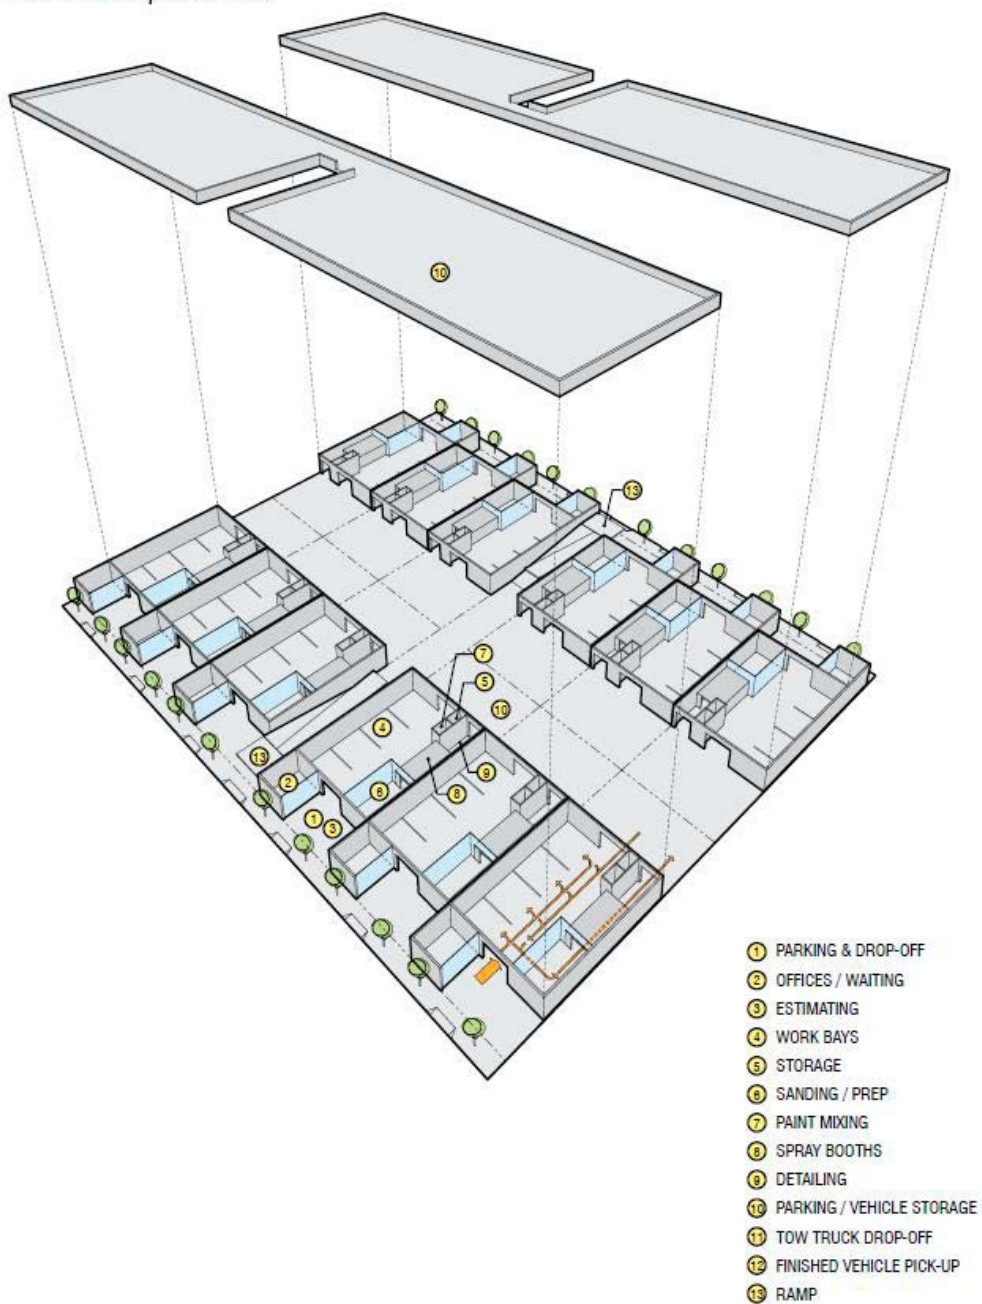 10
13
7
5
10
4
9
13
2
6
8
1
3
1 PARKING & DROP-OFF
2 OFFICES / WAITING
3 ESTIMATING
4 WORK BAYS
5 STORAGE
6 SANDING / PREP
7 PAINT MIXING
8 SPRAY BOOTHS
9 DETAILING
10 PARKING / VEHICLE STORAGE
11 TOW TRUCK DROP-OFF
12 FINISHED VEHICLE PICK-UP
13 RAMP